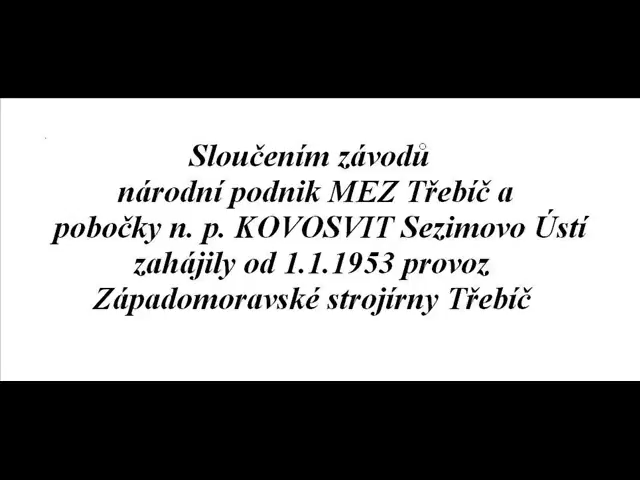 Sloučením závodů
národní podnik MEZ Třebíč a
pobočky n. p. KOVOSVIT Sezimovo Ústí
zahájily od 1.1.1953 provoz
Západomoravské strojírny Třebíč